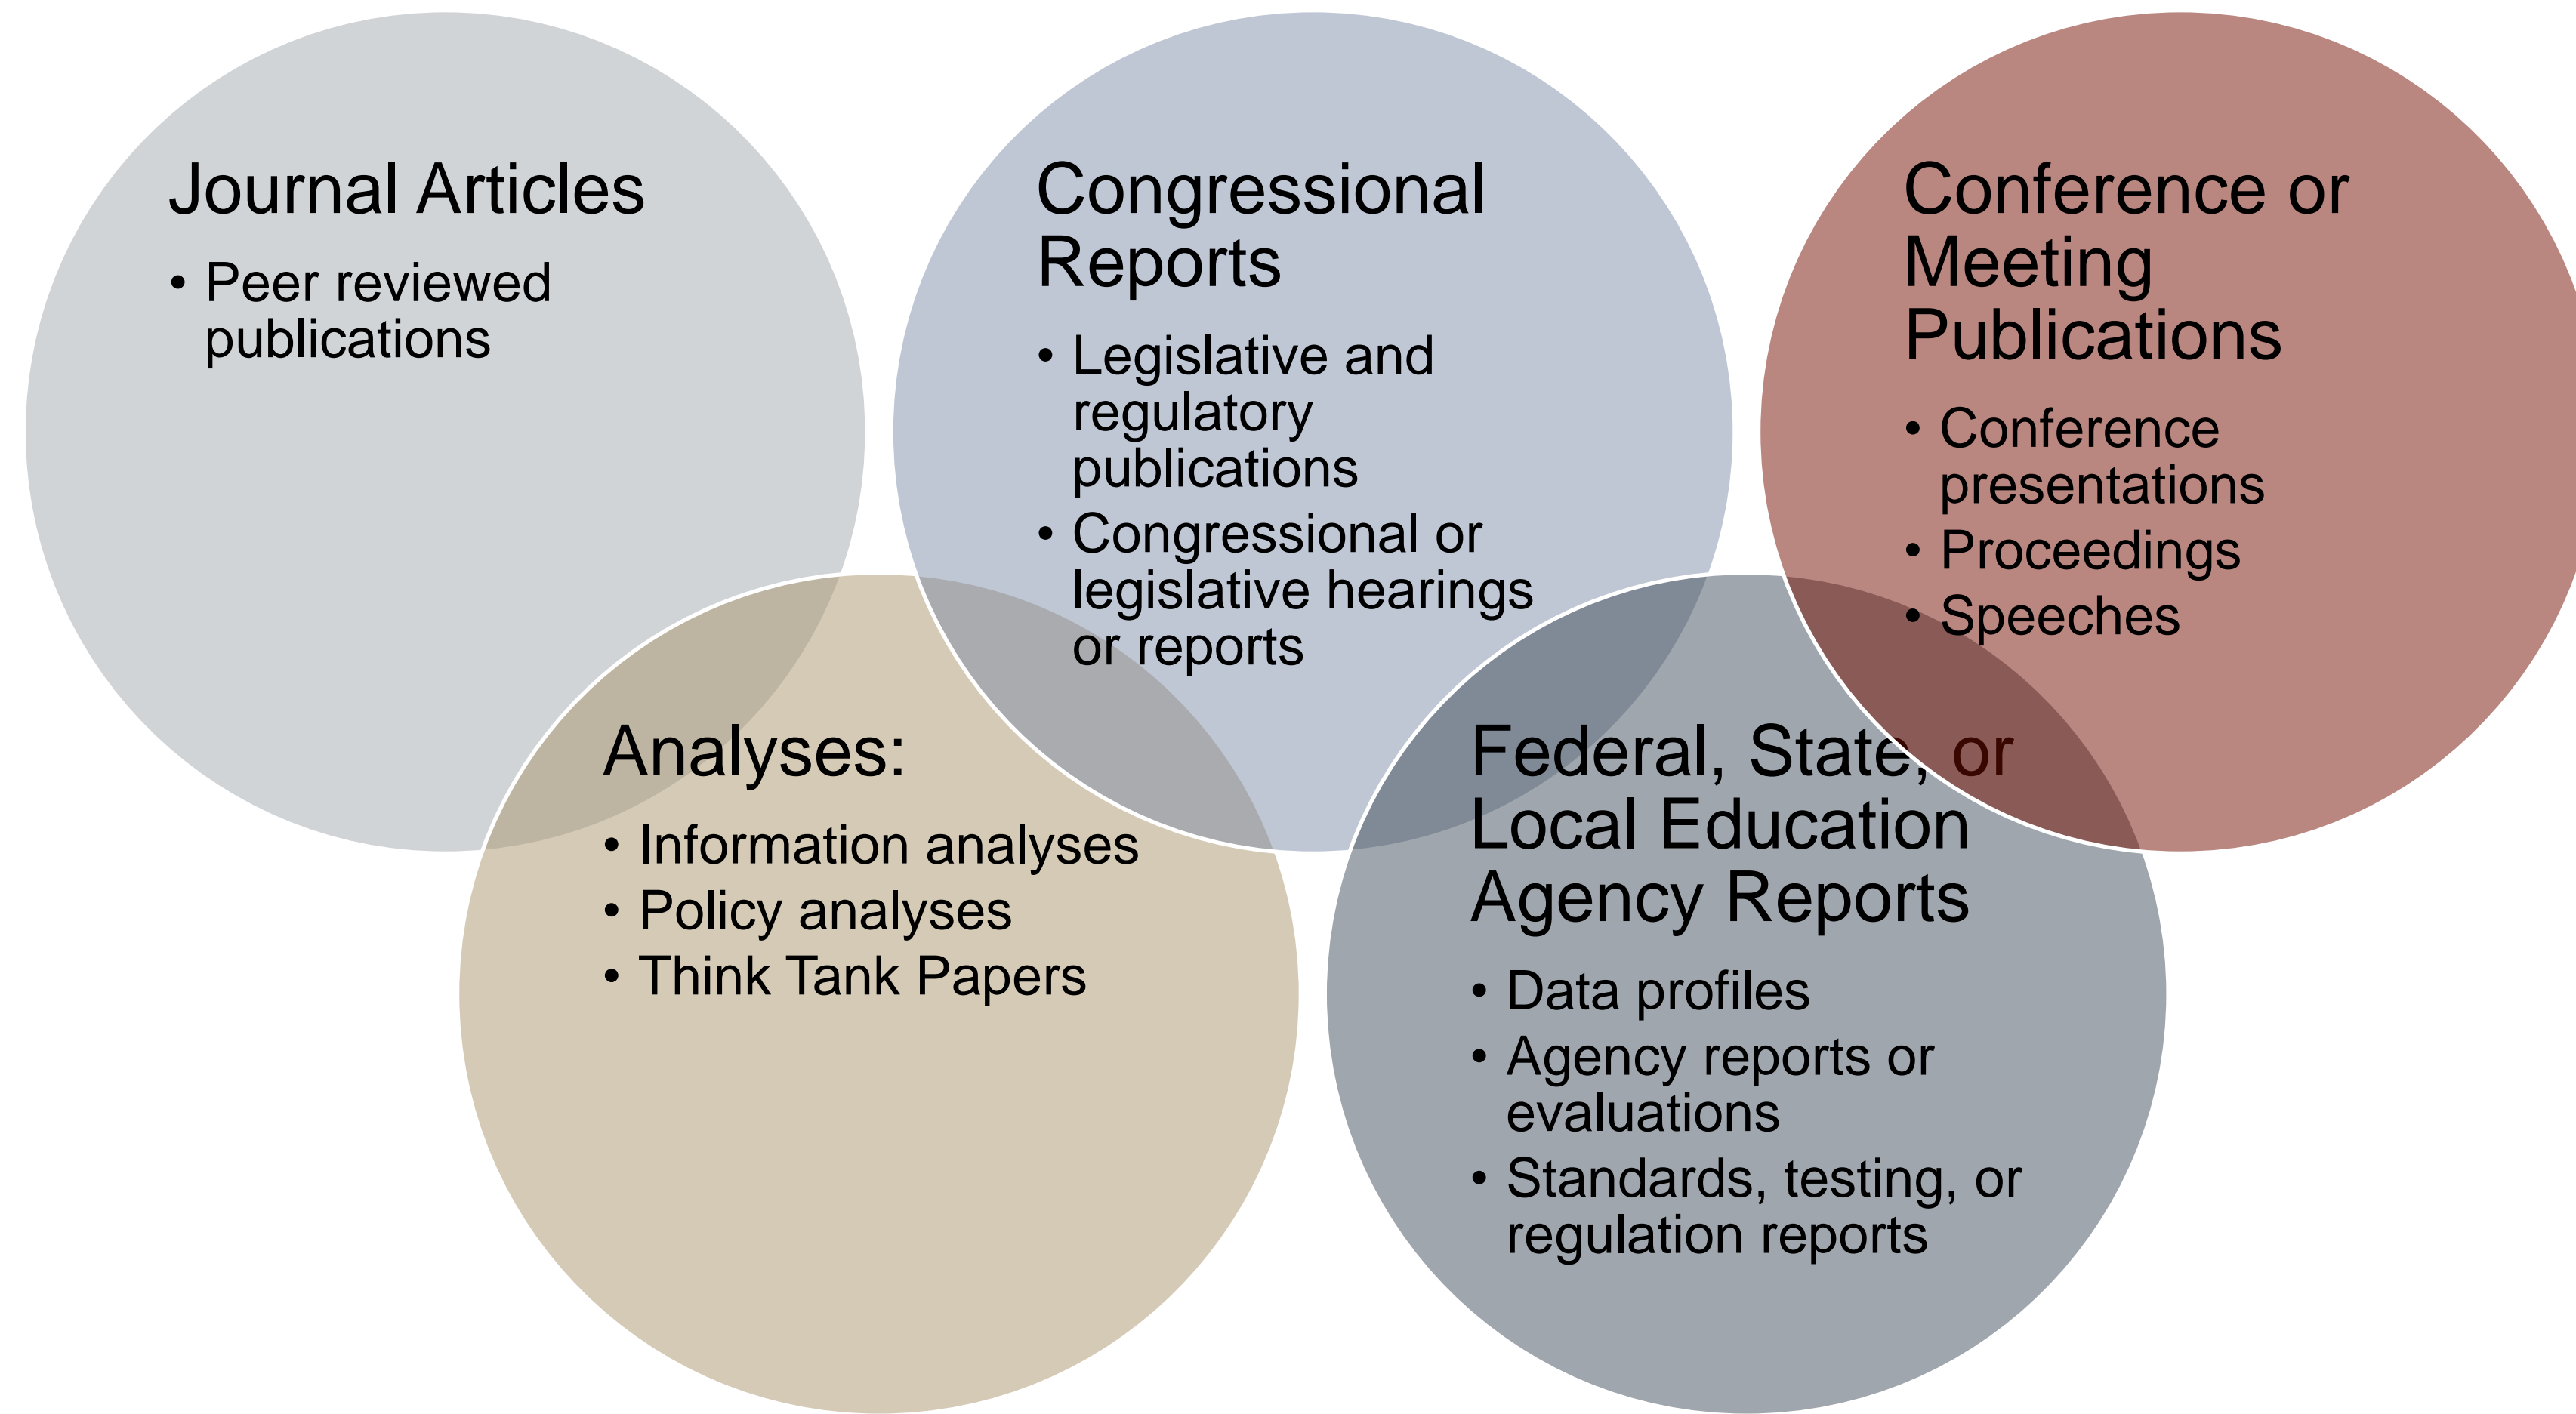 Journal Articles
• Peer reviewed
publications
Analyses:
• Information analyses
• Policy analyses
• Think Tank Papers
Congressional
Reports
• Legislative and
regulatory
publications
• Congressional or
legislative hearings
or reports
Federal, State, or
Local Education
Agency Reports
• Data profiles
• Agency reports or
evaluations
• Standards, testing, or
regulation reports
Conference or
Meeting
Publications
• Conference
presentations
• Proceedings
• Speeches